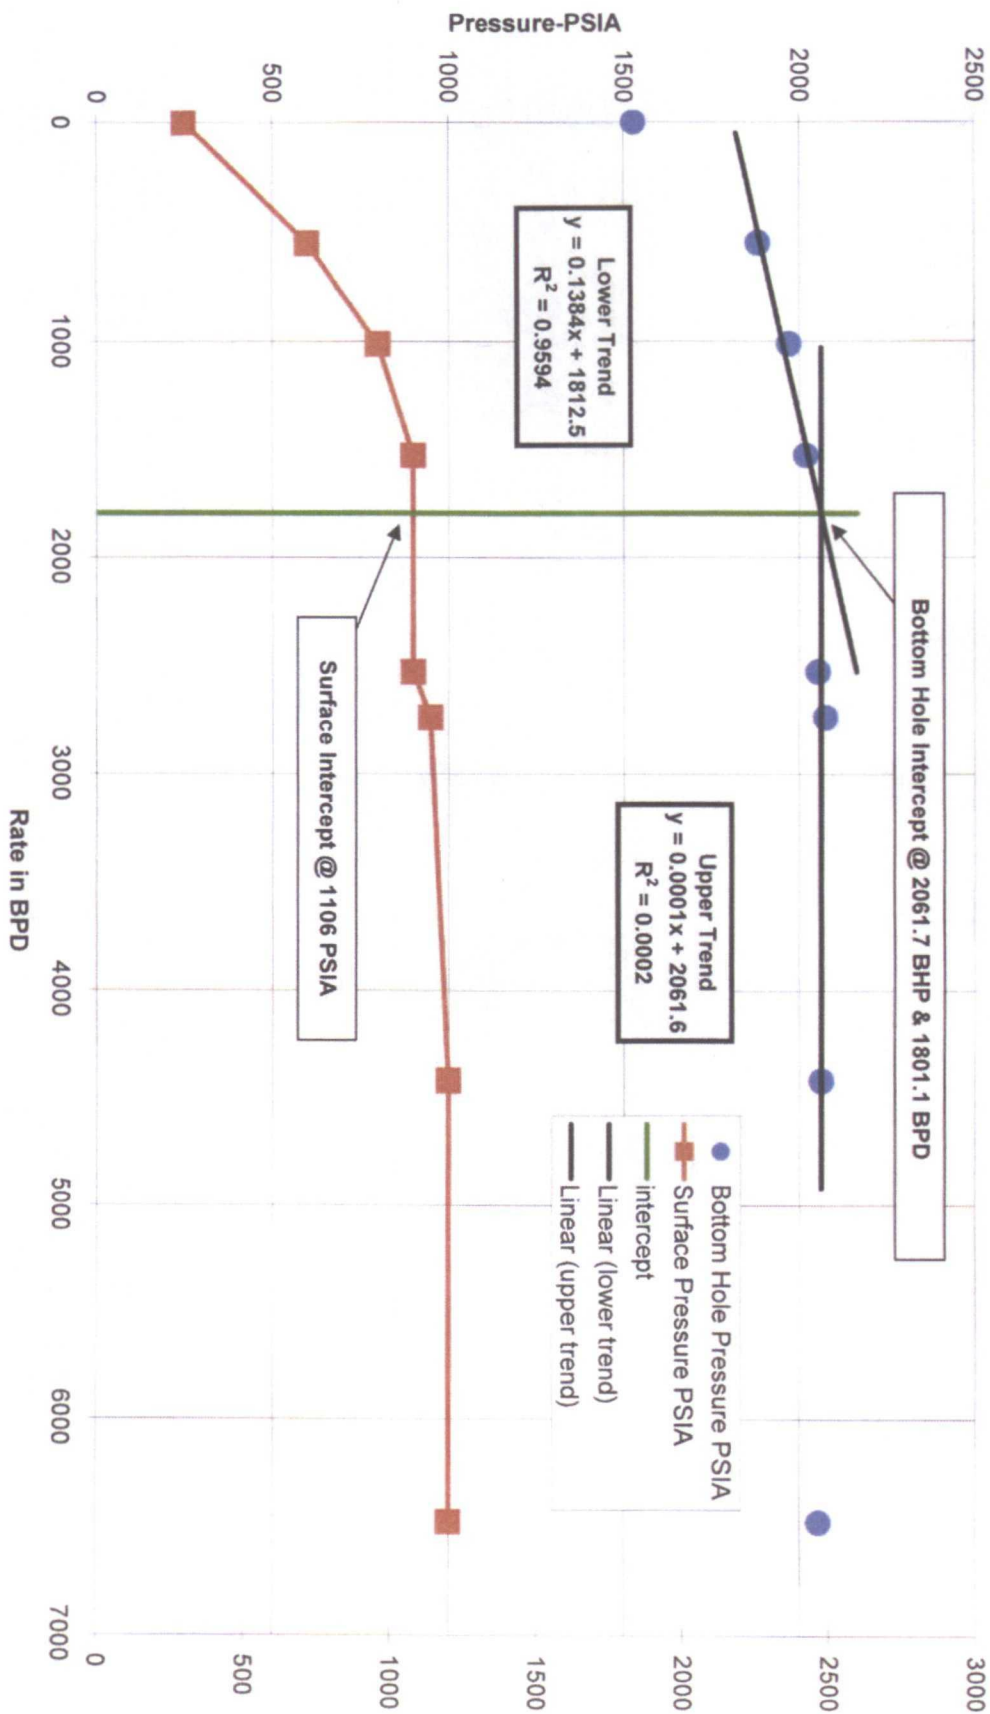 Pressure-PSIA
2500
2000
1500
1000
500
0
Bottom Hole Intercept @ 2061.7 BHP & 1801.1 BPD
Lower Trend
y = 0.1384x + 1812.5
R² = 0.9594
Upper Trend
y = 0.0001x + 2061.6
R² = 0.0002
Bottom Hole Pressure PSIA
Surface Pressure PSIA
intercept
Linear (lower trend)
Linear (upper trend)
Surface Intercept @ 1106 PSIA
3000
2500
2000
1500
1000
500
0
0
1000
2000
3000
4000
5000
6000
7000
Rate in BPD